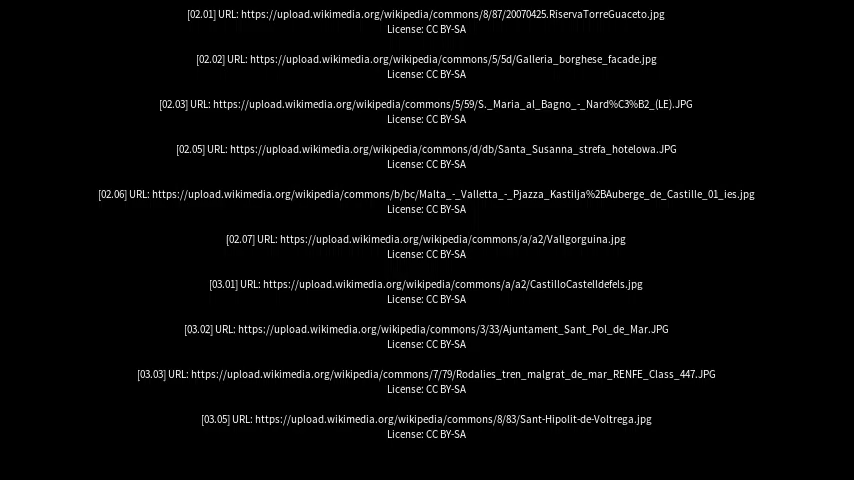 [02.01] URL: https://upload.wikimedia.org/wikipedia/commons/8/87/20070425.RiservaTorreGuaceto.jpg
License: CC BY-SA
[02.02] URL: https://upload.wikimedia.org/wikipedia/commons/5/5d/Galleria_borghese_facade.jpg
License: CC BY-SA
[02.03] URL: https://upload.wikimedia.org/wikipedia/commons/5/59/S._Maria_al_Bagno_-_Nard%C3%B2_(LE).JPG
License: CC BY-SA
[02.05] URL: https://upload.wikimedia.org/wikipedia/commons/d/db/Santa_Susanna_strefa_hotelowa.JPG
License: CC BY-SA
[02.06] URL: https://upload.wikimedia.org/wikipedia/commons/b/bc/Malta_-_Valletta_-_Pjazza_Kastilja%2BAuberge_de_Castille_01_ies.jpg
License: CC BY-SA
[02.07] URL: https://upload.wikimedia.org/wikipedia/commons/a/a2/Vallgorguina.jpg
License: CC BY-SA
[03.01] URL: https://upload.wikimedia.org/wikipedia/commons/a/a2/CastilloCastelldefels.jpg
License: CC BY-SA
[03.02] URL: https://upload.wikimedia.org/wikipedia/commons/3/33/Ajuntament_Sant_Pol_de_Mar.JPG
License: CC BY-SA
[03.03] URL: https://upload.wikimedia.org/wikipedia/commons/7/79/Rodalies_tren_malgrat_de_mar_RENFE_Class_447.JPG
License: CC BY-SA
[03.05] URL: https://upload.wikimedia.org/wikipedia/commons/8/83/Sant-Hipolit-de-Voltrega.jpg
License: CC BY-SA